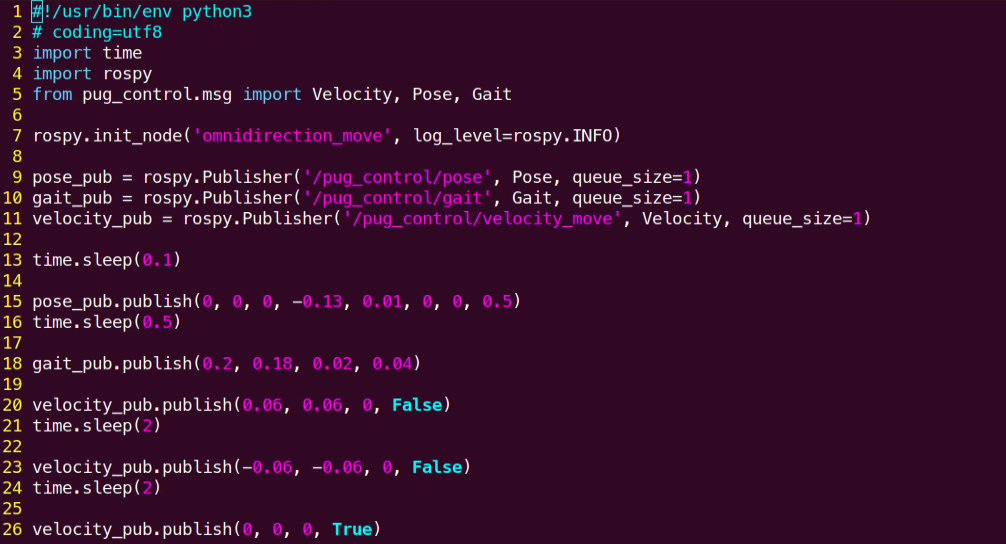 1 #!/usr/bin/env python3
2 # coding=utf8
3 import time
4 import rospy
5 from pug_control.msg import Velocity, Pose, Gait
6
7 rospy.init_node('omnidirection_move', log_level=rospy.INFO)
8
9 pose_pub = rospy.Publisher('/pug_control/pose', Pose, queue_size=1)
10 gait_pub = rospy.Publisher('/pug_control/gait', Gait, queue_size=1)
11 velocity_pub = rospy.Publisher('/pug_control/velocity_move', Velocity, queue_size=1)
12
13 time.sleep(0.1)
14
15 pose_pub.publish(0, 0, 0, -0.13, 0.01, 0, 0, 0.5)
16 time.sleep(0.5)
17
18 gait_pub.publish(0.2, 0.18, 0.02, 0.04)
19
20 velocity_pub.publish(0.06, 0.06, 0, False)
21 time.sleep(2)
22
23 velocity_pub.publish(-0.06, -0.06, 0, False)
24 time.sleep(2)
25
26 velocity_pub.publish(0, 0, 0, True)